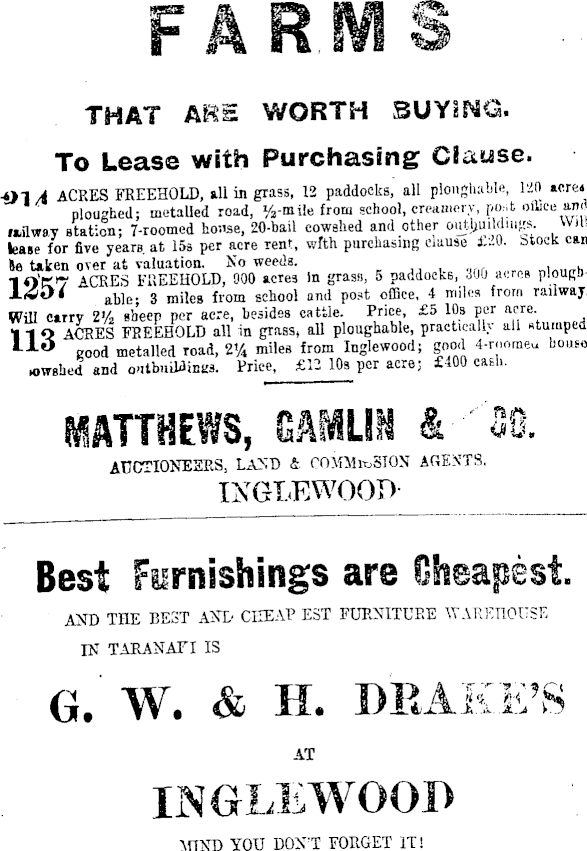 FARMS
THAT ARE WORTH BUYING.
To Lease with Purchasing Clause.
214 ACRES FREEHOLD, all in grass, 12 paddocks, all ploughable, 120 acres
ploughed; metalled road, ½-mile from school, creamery, post office and
railway station; 7-roomed house, 20-bail cowshed and other outbuildings. Will
lease for five years at 15s per acre rent, wfth purchasing clause £20. Stock can
be taken over at valuation. No weeds.
1257 ACRES FREEHOLD, 900 acres in grass, 5 paddocks, 300 acres plough-
able; 3 miles from school and post office, 4 miles from railway
Will carry 2½ sheep per acre, besides cattle. Price, £5 10s per acre.
113 ACRES FREEHOLD all in grass, all ploughable, practically all stumped
good metalled road, 2¼ miles from Inglewood; good 4-roomed house
cowshed and outbuildings. Price, £12 10s per acre; £400 cash.
MATTHEWS, GAMLIN & CO.
AUCTIONEERS, LAND & COMMISSION AGENTS,
INGLEWOOD.
Best Furnishings are Cheapest.
AND THE BEST AND CHEAPEST FURNITURE WAREHOUSE
IN TARANAKI IS
G. W. & H. DRAKE'S
AT
INGLEWOOD
MIND YOU DON'T FORGET IT!